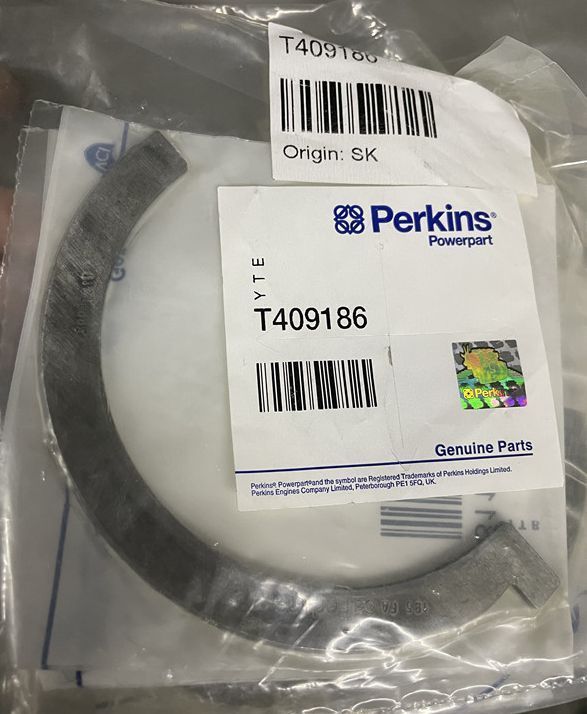 T409186
Origin: SK
Perkins®
Powerpart
YTE
T409186
Perkins
Genuine Parts
Perkins® Powerpart® and the symbol are Registered Trademarks of Perkins Holdings Limited.
Perkins Engines Company Limited, Peterborough PE1 5FQ, UK.